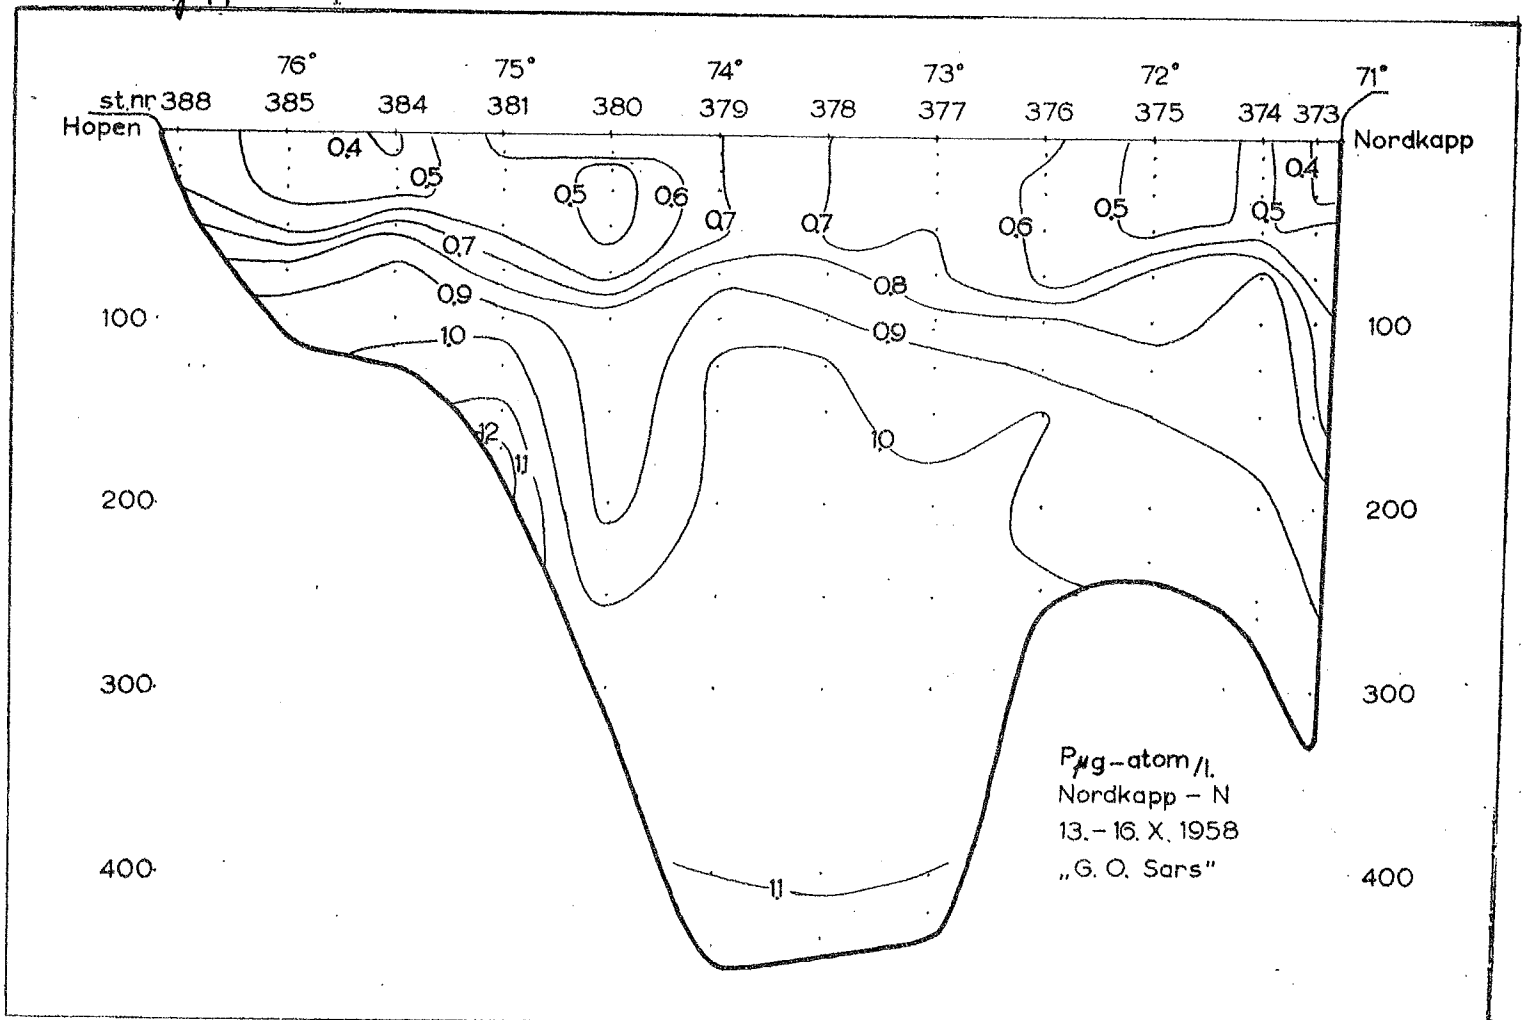 76° 75° 74° 73° 72° 71°
st.nr 388 385 384 381 380 379 378 377 376 375 374 373
Hopen Nordkapp
0,4 0,4
0,5 0,5 0,6 0,5 0,5
0,7 0,7 0,7 0,6
0,9 0,8
100 1,0 0,9 100
1,2 1,0
1,1
200 200
300 300
Pμg-atom/l.
Nordkapp - N
13.-16. X. 1958
400 1,1 „G. O. Sars" 400